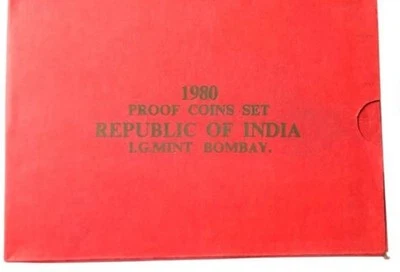 1980
PROOF COINS SET
REPUBLIC OF INDIA
I.G.MINT BOMBAY.